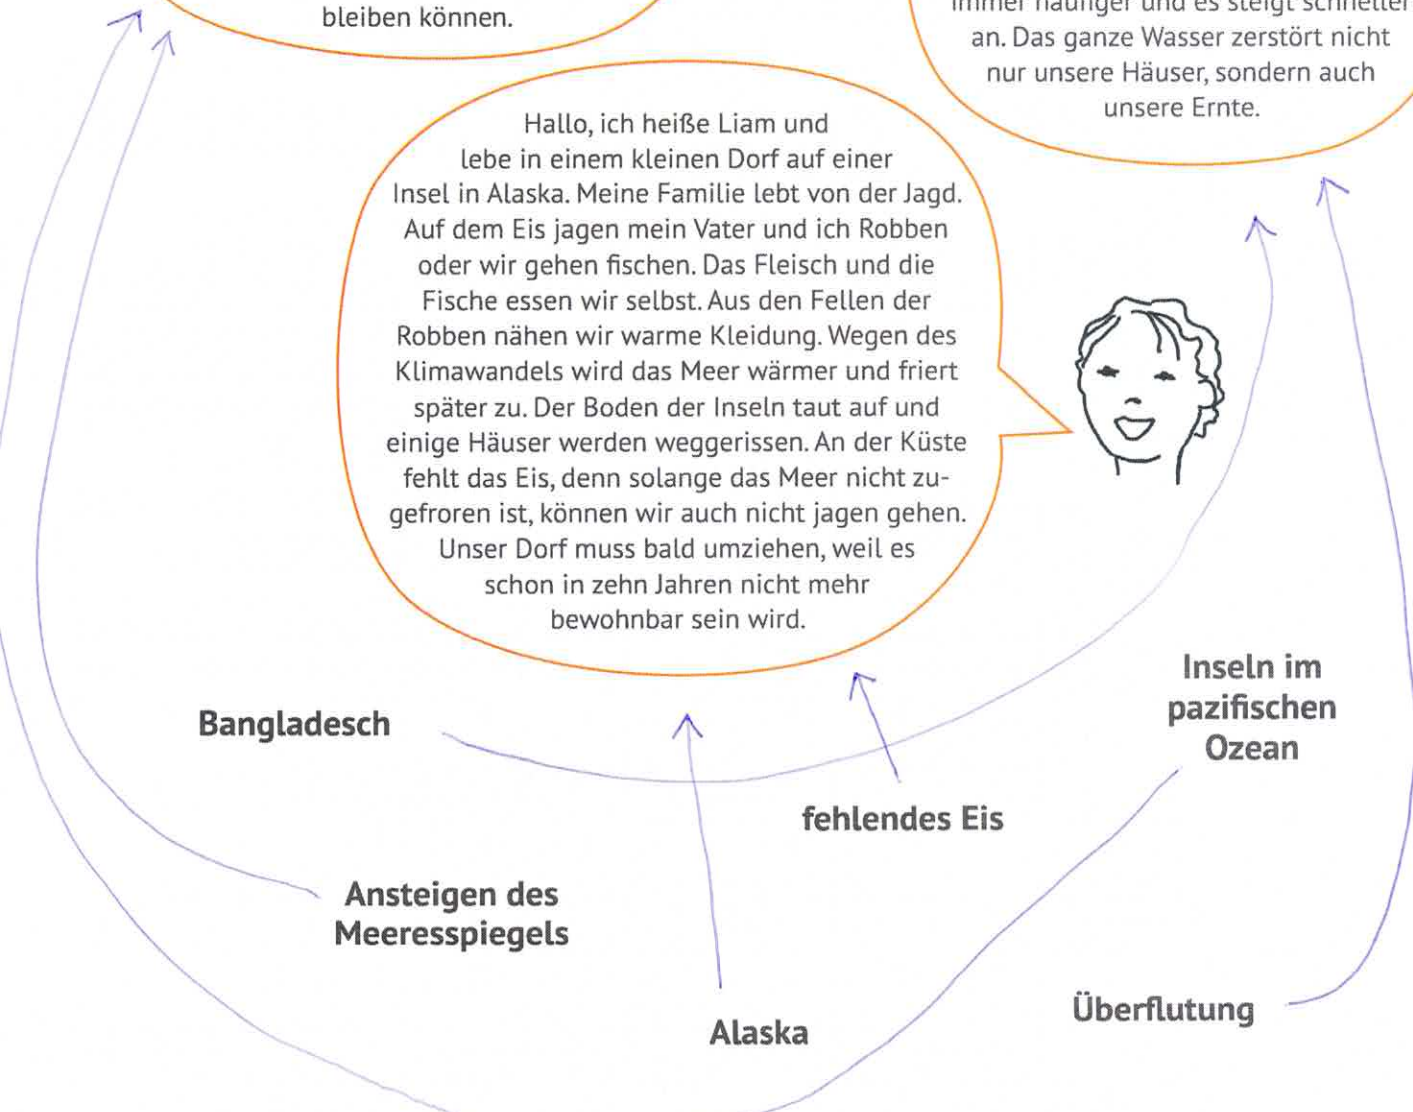 bleiben können.
immer häufiger und es steigt schneller
an. Das ganze Wasser zerstört nicht
nur unsere Häuser, sondern auch
unsere Ernte.
Hallo, ich heiße Liam und
lebe in einem kleinen Dorf auf einer
Insel in Alaska. Meine Familie lebt von der Jagd.
Auf dem Eis jagen mein Vater und ich Robben
oder wir gehen fischen. Das Fleisch und die
Fische essen wir selbst. Aus den Fellen der
Robben nähen wir warme Kleidung. Wegen des
Klimawandels wird das Meer wärmer und friert
später zu. Der Boden der Inseln taut auf und
einige Häuser werden weggerissen. An der Küste
fehlt das Eis, denn solange das Meer nicht zu-
gefroren ist, können wir auch nicht jagen gehen.
Unser Dorf muss bald umziehen, weil es
schon in zehn Jahren nicht mehr
bewohnbar sein wird.
Bangladesch
Inseln im
pazifischen
Ozean
fehlendes Eis
Ansteigen des
Meeresspiegels
Überflutung
Alaska